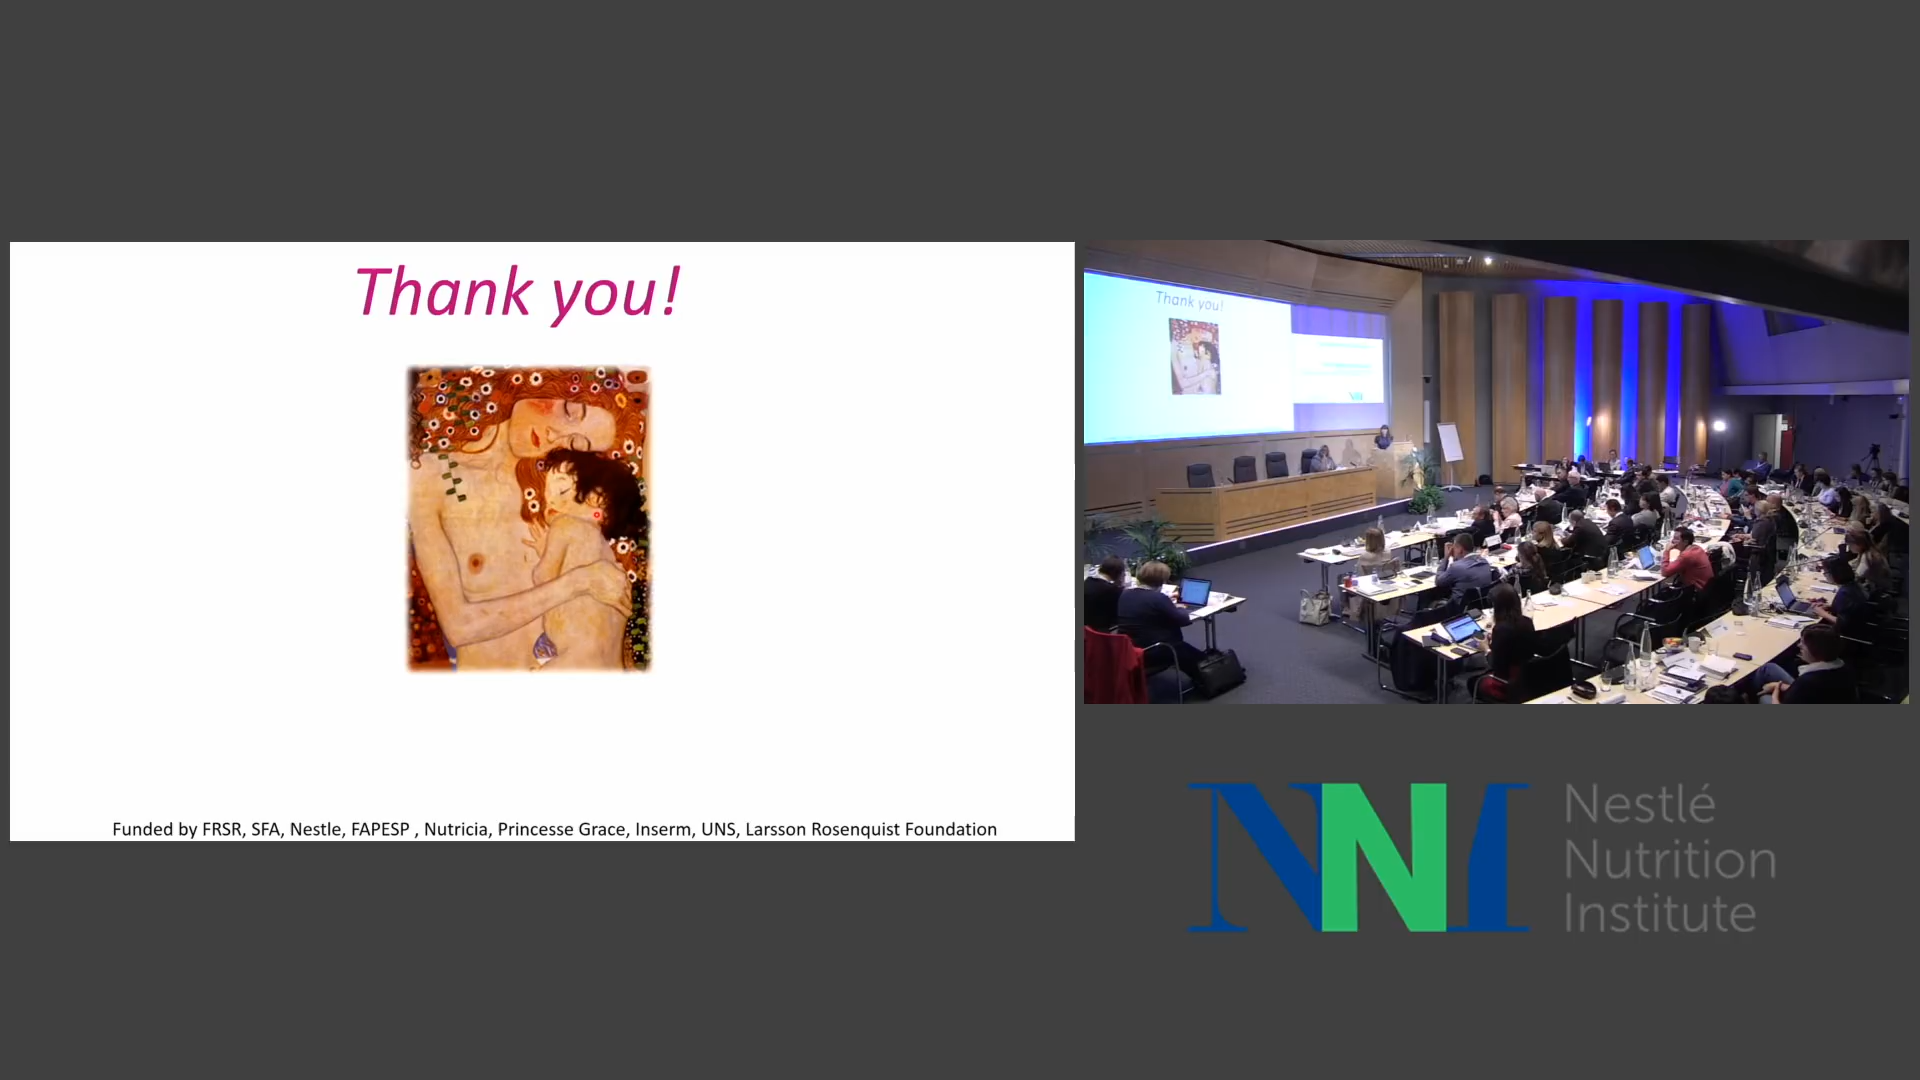 Thank you!
Funded by FRSR, SFA, Nestle, FAPESP , Nutricia, Princesse Grace, Inserm, UNS, Larsson Rosenquist Foundation
Thank you!
NNI
Nestlé
Nutrition
Institute